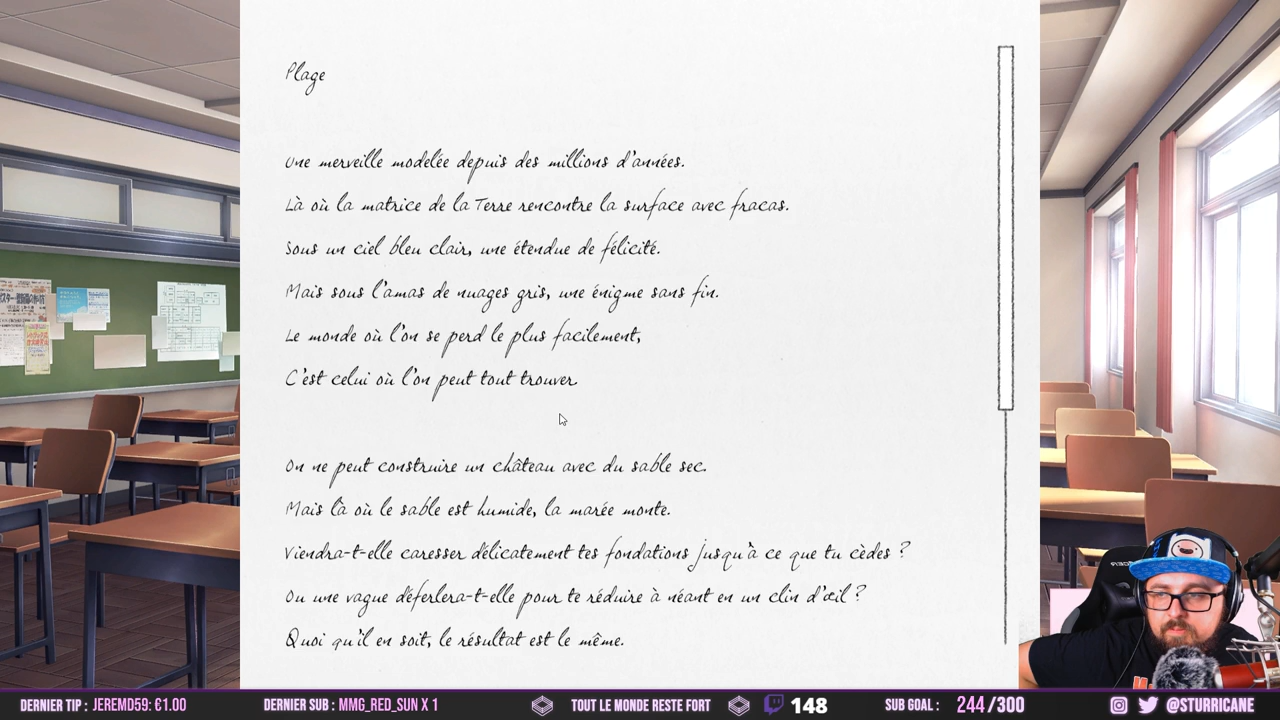 Plage
Une merveille modelée depuis des millions d'années.
Là où la matrice de la Terre rencontre la surface avec fracas.
Sous un ciel bleu clair, une étendue de félicité.
Mais sous l'amas de nuages gris, une énigme sans fin.
Le monde où l'on se perd le plus facilement,
C'est celui où l'on peut tout trouver
On ne peut construire un château avec du sable sec.
Mais là où le sable est humide, la marée monte.
Viendra-t-elle caresser délicatement tes fondations jusqu'à ce que tu cèdes ?
Ou une vague déferlera-t-elle pour te réduire à néant en un clin d'œil ?
Quoi qu'il en soit, le résultat est le même.
DERNIER TIP : JEREMD59: €1.00
DERNIER SUB : MMG_RED_SUN X 1
TOUT LE MONDE RESTE FORT
148
SUB GOAL : 244/300
@STURRICANE